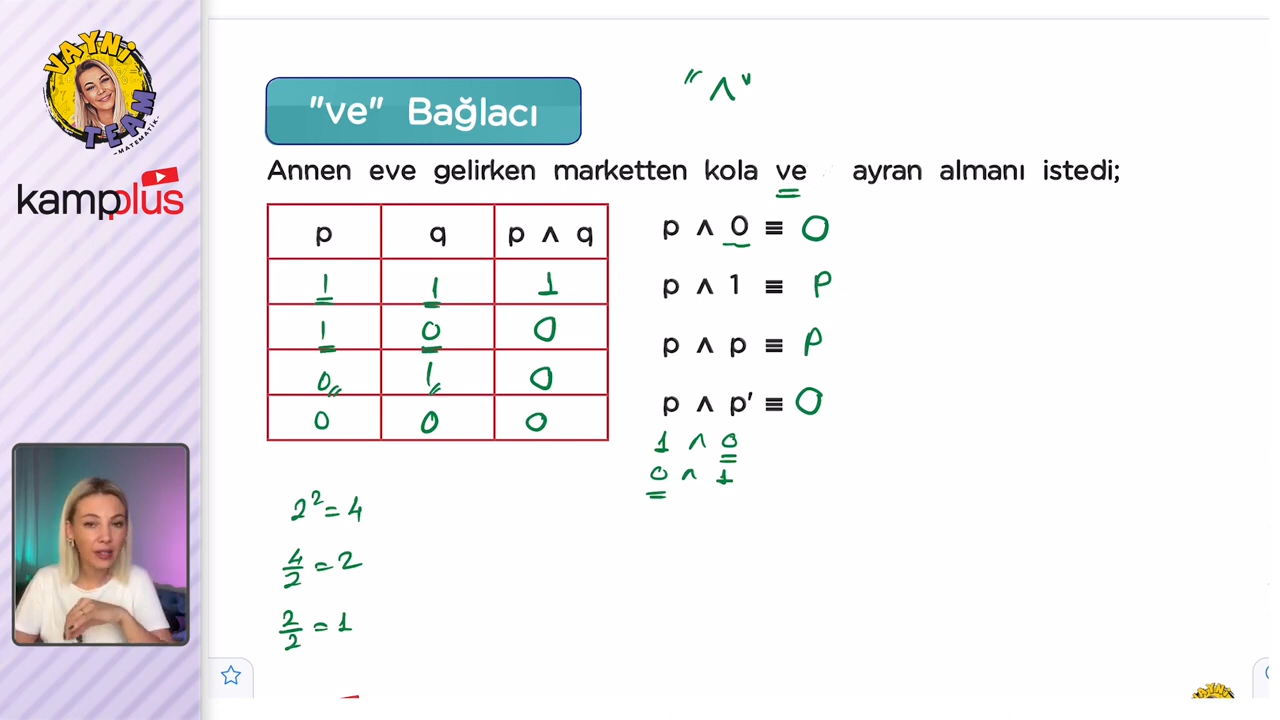 VAYNİ
TEAM
-MATEMATİK-
kampplus
"∧"
"ve" Bağlacı
Annen eve gelirken marketten kola ve ayran almanı istedi;
p q p ∧ q
1 1 1
1 0 0
0 1 0
0 0 0
p ∧ 0 ≡ 0
p ∧ 1 ≡ p
p ∧ p ≡ p
p ∧ p′ ≡ 0
1 ∧ 0
0 ∧ 1
2² = 4
4/2 = 2
2/2 = 1